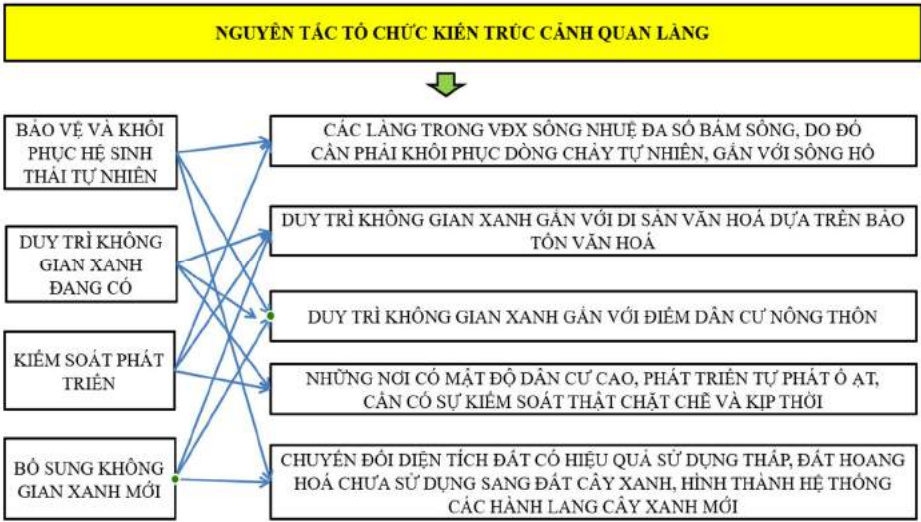 NGUYÊN TẮC TỔ CHỨC KIẾN TRÚC CẢNH QUAN LÀNG
BẢO VỆ VÀ KHÔI
PHỤC HỆ SINH
THÁI TỰ NHIÊN
DUY TRÌ KHÔNG
GIAN XANH
ĐANG CÓ
KIỂM SOÁT PHÁT
TRIỂN
BỔ SUNG KHÔNG
GIAN XANH MỚI
CÁC LÀNG TRONG VĐX SÔNG NHUỆ ĐA SỐ BÁM SÔNG, DO ĐÓ
CẦN PHẢI KHÔI PHỤC DÒNG CHẢY TỰ NHIÊN, GẮN VỚI SÔNG HỒ
DUY TRÌ KHÔNG GIAN XANH GẮN VỚI DI SẢN VĂN HOÁ DỰA TRÊN BẢO
TỒN VĂN HOÁ
DUY TRÌ KHÔNG GIAN XANH GẮN VỚI ĐIỂM DÂN CƯ NÔNG THÔN
NHỮNG NƠI CÓ MẬT ĐỘ DÂN CƯ CAO, PHÁT TRIỂN TỰ PHÁT Ồ ẠT,
CẦN CÓ SỰ KIỂM SOÁT THẬT CHẶT CHẼ VÀ KỊP THỜI
CHUYỂN ĐỔI DIỆN TÍCH ĐẤT CÓ HIỆU QUẢ SỬ DỤNG THẤP, ĐẤT HOANG
HOÁ CHƯA SỬ DỤNG SANG ĐẤT CÂY XANH, HÌNH THÀNH HỆ THỐNG
CÁC HÀNH LANG CÂY XANH MỚI